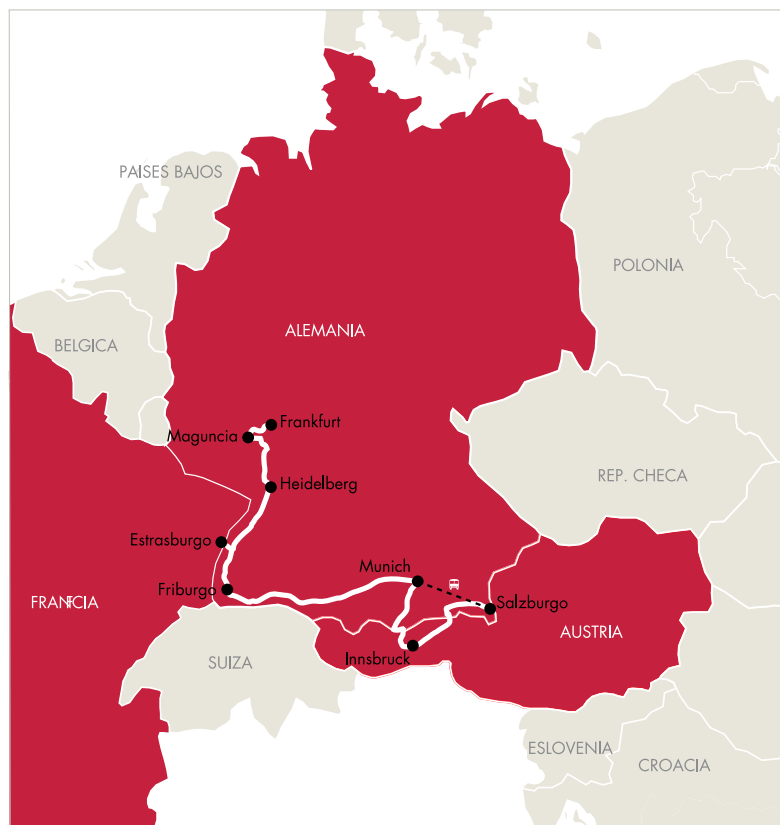 PAISES BAJOS
POLONIA
ALEMANIA
BELGICA
Frankfurt
Maguncia
REP. CHECA
Heidelberg
Estrasburgo
Munich
Friburgo
FRANCIA
Salzburgo
AUSTRIA
Innsbruck
SUIZA
ESLOVENIA
CROACIA